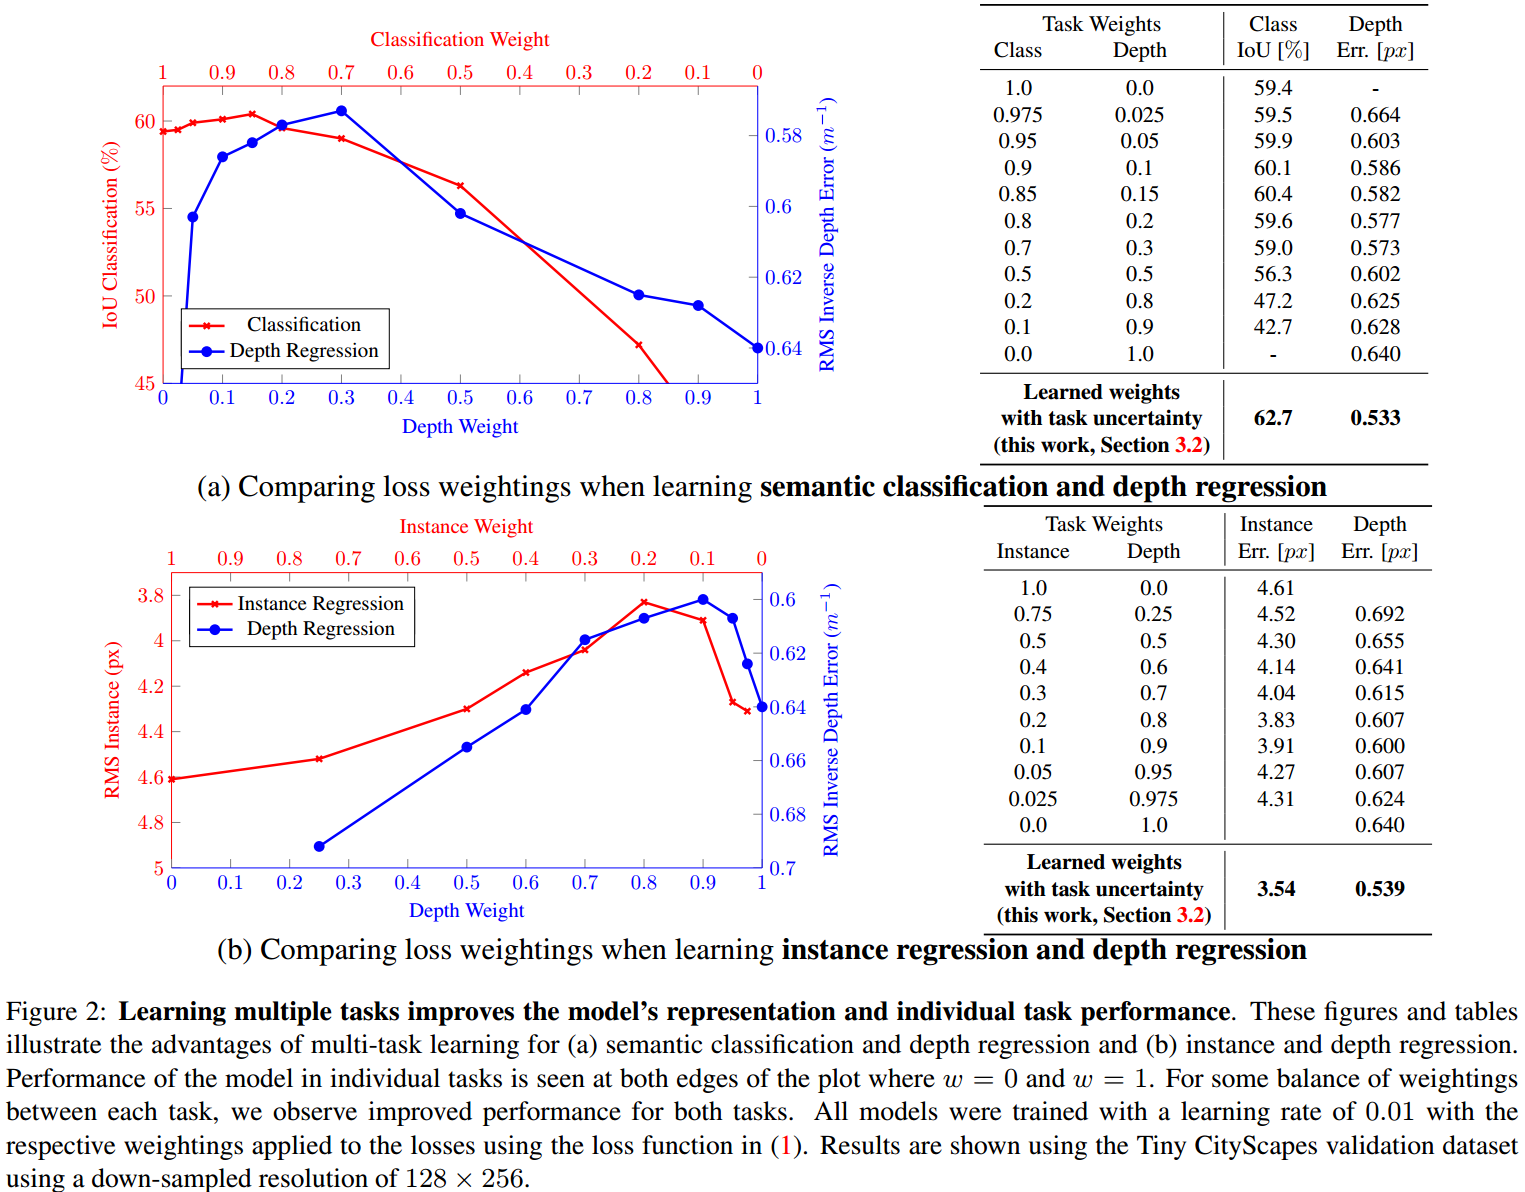 Classification Weight
1 0.9 0.8 0.7 0.6 0.5 0.4 0.3 0.2 0.1 0
60
55
50
45
IoU Classification (%)
0.58
0.6
0.62
0.64
RMS Inverse Depth Error (m⁻¹)
Classification
Depth Regression
0 0.1 0.2 0.3 0.4 0.5 0.6 0.7 0.8 0.9 1
Depth Weight
Task Weights Class Depth
Class Depth IoU [%] Err. [px]
1.0 0.0 59.4 -
0.975 0.025 59.5 0.664
0.95 0.05 59.9 0.603
0.9 0.1 60.1 0.586
0.85 0.15 60.4 0.582
0.8 0.2 59.6 0.577
0.7 0.3 59.0 0.573
0.5 0.5 56.3 0.602
0.2 0.8 47.2 0.625
0.1 0.9 42.7 0.628
0.0 1.0 - 0.640
Learned weights
with task uncertainty 62.7 0.533
(this work, Section 3.2)
(a) Comparing loss weightings when learning semantic classification and depth regression
Instance Weight
1 0.9 0.8 0.7 0.6 0.5 0.4 0.3 0.2 0.1 0
3.8
4
4.2
4.4
4.6
4.8
5
RMS Instance (px)
0.6
0.62
0.64
0.66
0.68
0.7
RMS Inverse Depth Error (m⁻¹)
Instance Regression
Depth Regression
0 0.1 0.2 0.3 0.4 0.5 0.6 0.7 0.8 0.9 1
Depth Weight
Task Weights Instance Depth
Instance Depth Err. [px] Err. [px]
1.0 0.0 4.61
0.75 0.25 4.52 0.692
0.5 0.5 4.30 0.655
0.4 0.6 4.14 0.641
0.3 0.7 4.04 0.615
0.2 0.8 3.83 0.607
0.1 0.9 3.91 0.600
0.05 0.95 4.27 0.607
0.025 0.975 4.31 0.624
0.0 1.0 0.640
Learned weights
with task uncertainty 3.54 0.539
(this work, Section 3.2)
(b) Comparing loss weightings when learning instance regression and depth regression
Figure 2: Learning multiple tasks improves the model's representation and individual task performance. These figures and tables
illustrate the advantages of multi-task learning for (a) semantic classification and depth regression and (b) instance and depth regression.
Performance of the model in individual tasks is seen at both edges of the plot where w = 0 and w = 1. For some balance of weightings
between each task, we observe improved performance for both tasks. All models were trained with a learning rate of 0.01 with the
respective weightings applied to the losses using the loss function in (1). Results are shown using the Tiny CityScapes validation dataset
using a down-sampled resolution of 128 × 256.